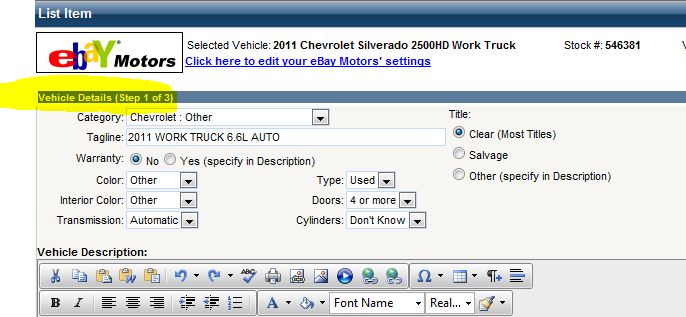 List Item
ebaY Motors
Selected Vehicle: 2011 Chevrolet Silverado 2500HD Work Truck Stock #: 546381 V
Click here to edit your eBay Motors' settings
Vehicle Details (Step 1 of 3)
Category: Chevrolet : Other Title:
Tagline: 2011 WORK TRUCK 6.6L AUTO Clear (Most Titles)
Warranty: No Yes (specify in Description) Salvage
Color: Other Type: Used Other (specify in Description)
Interior Color: Other Doors: 4 or more
Transmission: Automatic Cylinders: Don't Know
Vehicle Description:
ABC Ω ¶
B I A Font Name Real...